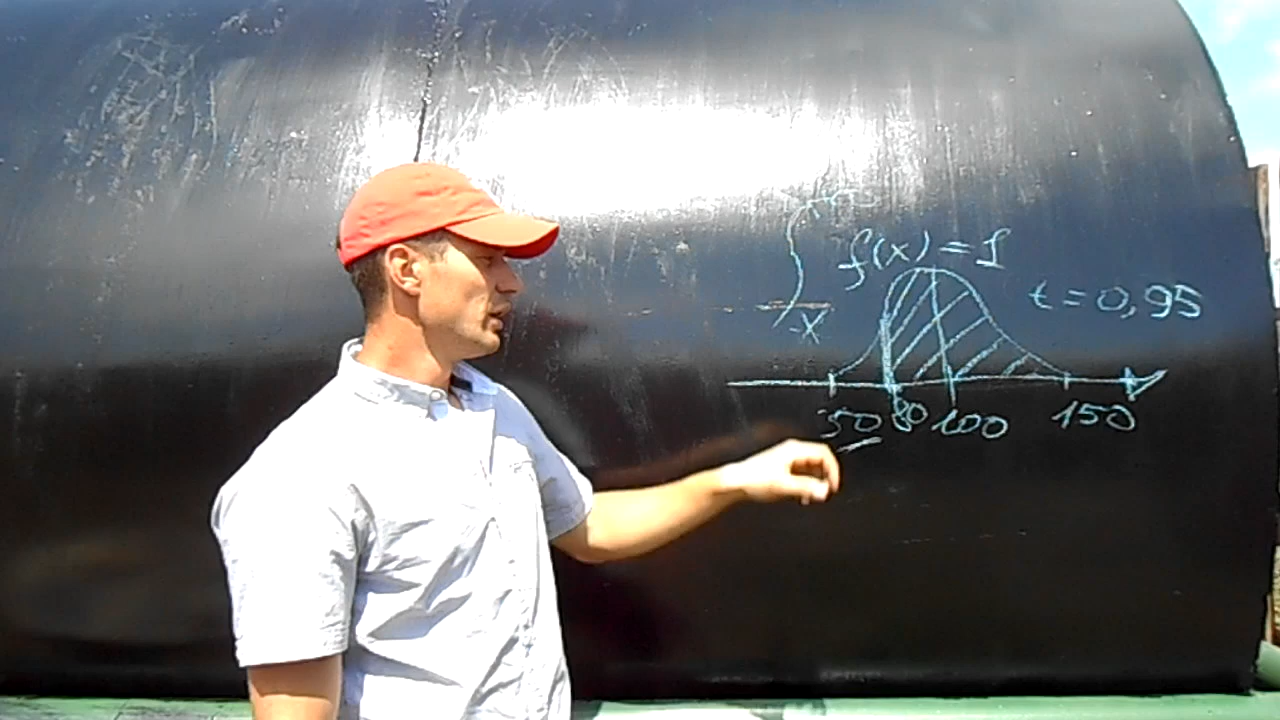 ∫ f(x) = 1
-x
t = 0,95
50 80 100 150